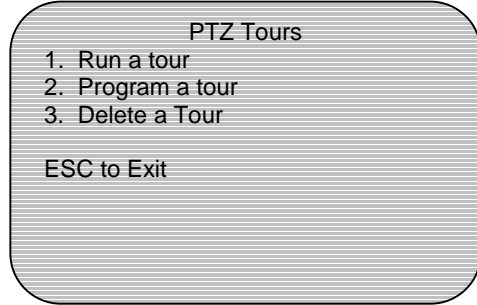 PTZ Tours
1. Run a tour
2. Program a tour
3. Delete a Tour
ESC to Exit